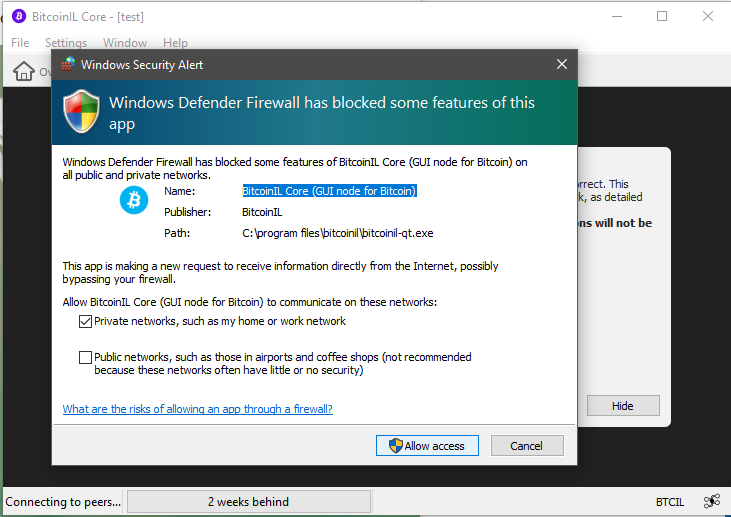 BitcoinIL Core - [test]
File Settings Window Help
Windows Security Alert
Windows Defender Firewall has blocked some features of this
app
Windows Defender Firewall has blocked some features of BitcoinIL Core (GUI node for Bitcoin) on
all public and private networks.
Name: BitcoinIL Core (GUI node for Bitcoin)
Publisher: BitcoinIL
Path: C:\program files\bitcoinil\bitcoinil-qt.exe
This app is making a new request to receive information directly from the Internet, possibly
bypassing your firewall.
Allow BitcoinIL Core (GUI node for Bitcoin) to communicate on these networks:
Private networks, such as my home or work network
Public networks, such as those in airports and coffee shops (not recommended
because these networks often have little or no security)
What are the risks of allowing an app through a firewall?
Allow access Cancel
rrect. This
k, as detailed
ns will not be
Hide
Connecting to peers... 2 weeks behind BTCIL